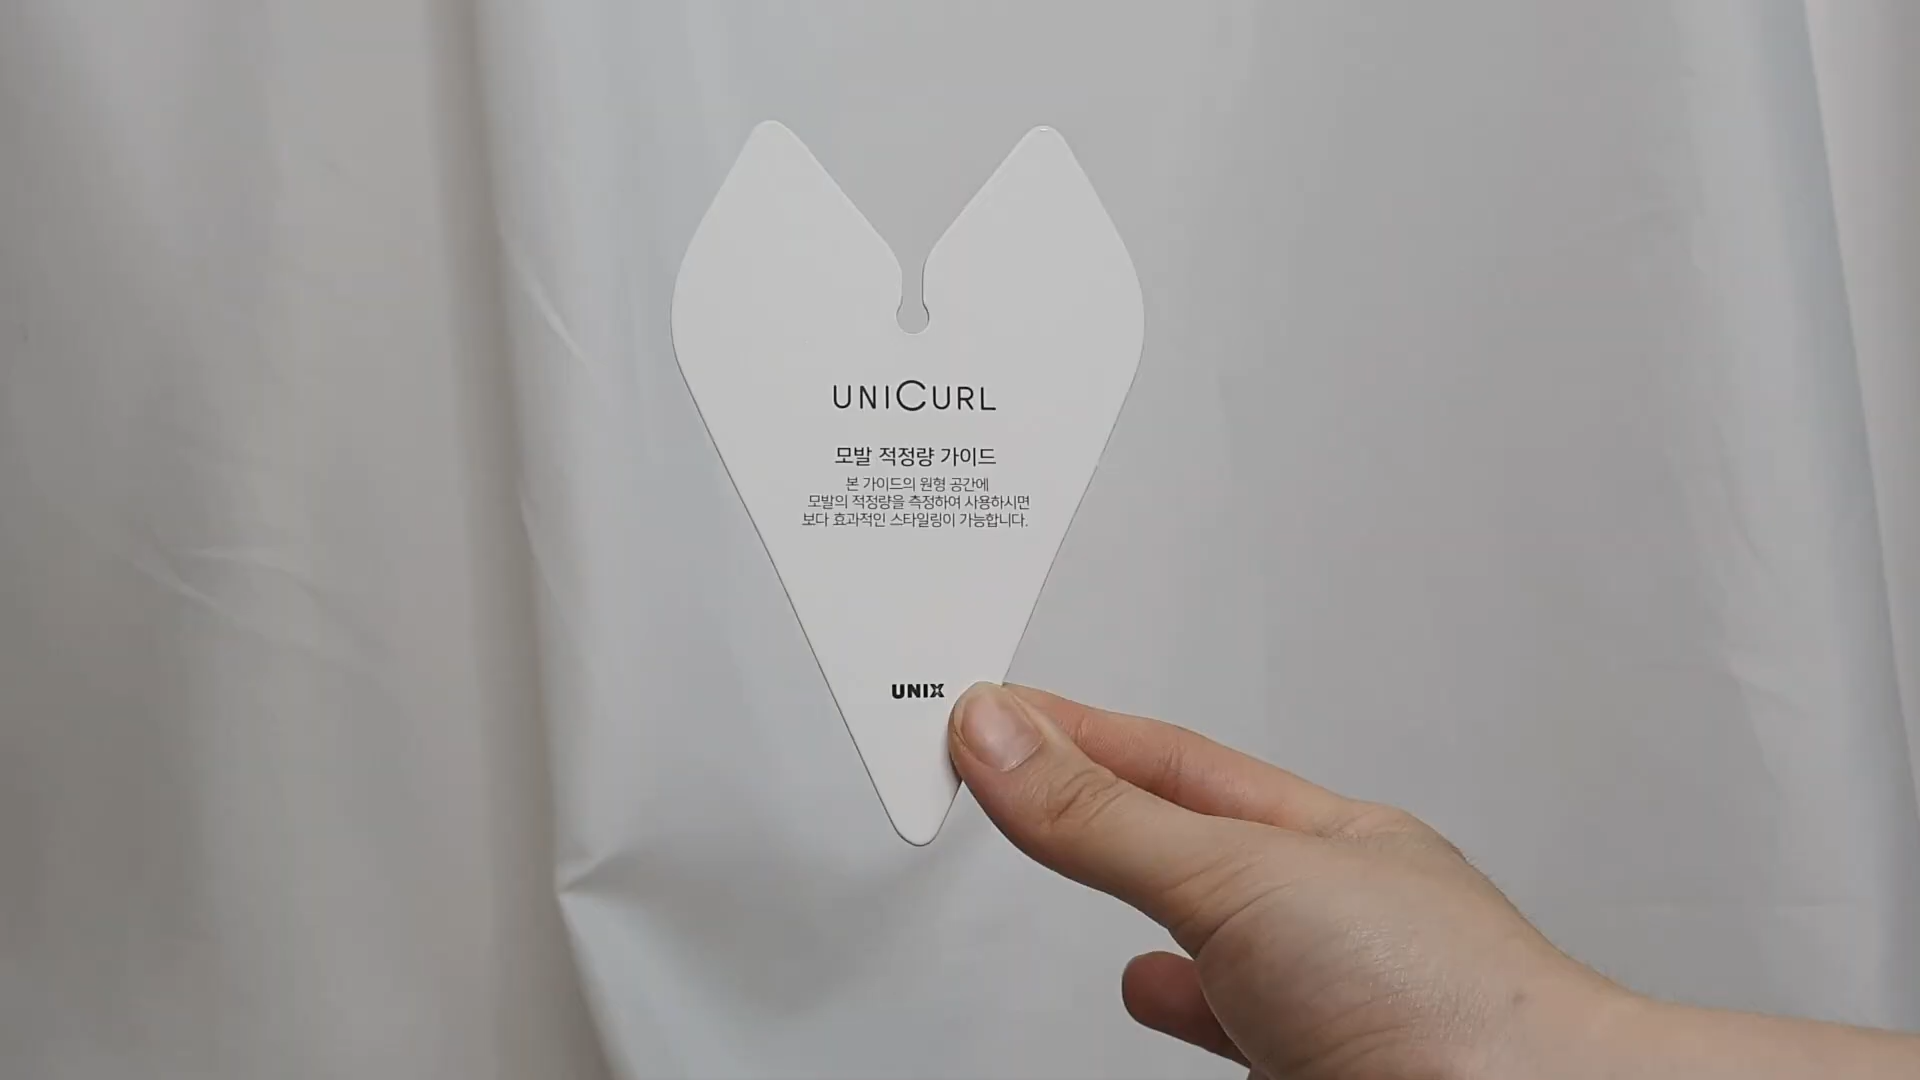 UNICURL
모발 적정량 가이드
본 가이드의 원형 공간에
모발의 적정량을 측정하여 사용하시면
보다 효과적인 스타일링이 가능합니다.
UNIX